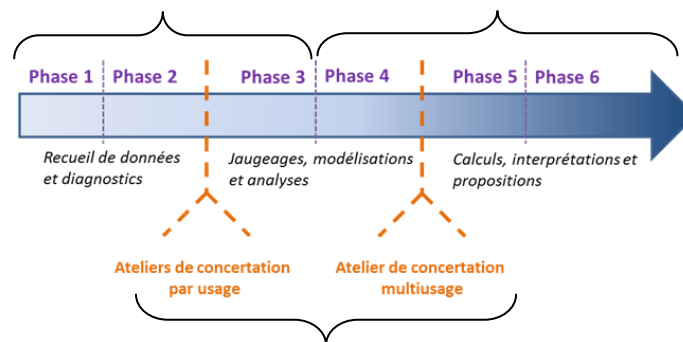 Phase 1 Phase 2 Phase 3 Phase 4 Phase 5 Phase 6
Recueil de données
et diagnostics
Jaugeages, modélisations
et analyses
Calculs, interprétations et
propositions
Ateliers de concertation
par usage
Atelier de concertation
multiusage